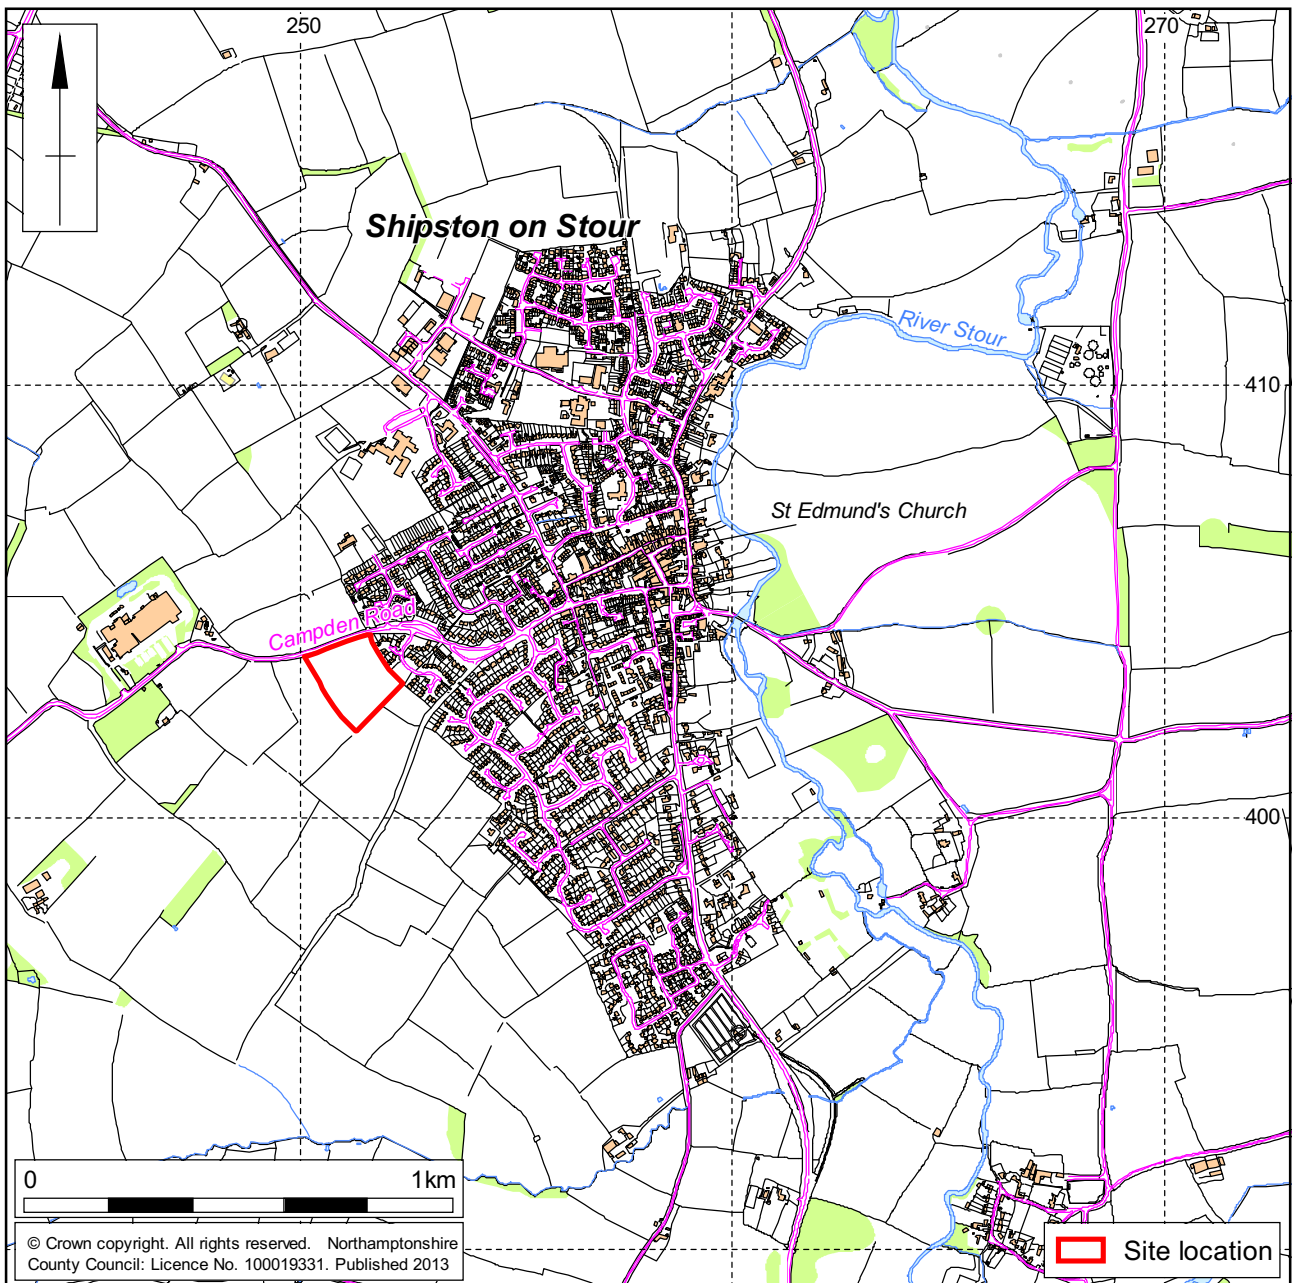 250
270
Shipston on Stour
River Stour
410
St Edmund's Church
Campden Road
400
0
1km
© Crown copyright. All rights reserved. Northamptonshire
County Council: Licence No. 100019331. Published 2013
Site location